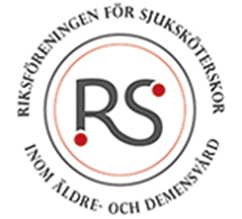 RIKSFÖRENINGEN FÖR SJUKSKÖTERSKOR
RS
INOM ÄLDRE- OCH DEMENSVÅRD